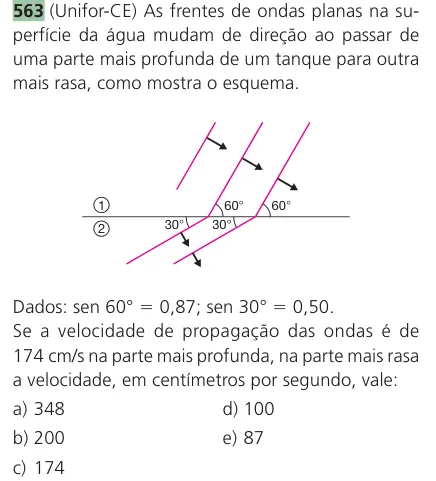 563 (Unifor-CE) As frentes de ondas planas na su-
perfície da água mudam de direção ao passar de
uma parte mais profunda de um tanque para outra
mais rasa, como mostra o esquema.
1
60° 60°
2
30° 30°
Dados: sen 60° = 0,87; sen 30° = 0,50.
Se a velocidade de propagação das ondas é de
174 cm/s na parte mais profunda, na parte mais rasa
a velocidade, em centímetros por segundo, vale:
a) 348 d) 100
b) 200 e) 87
c) 174